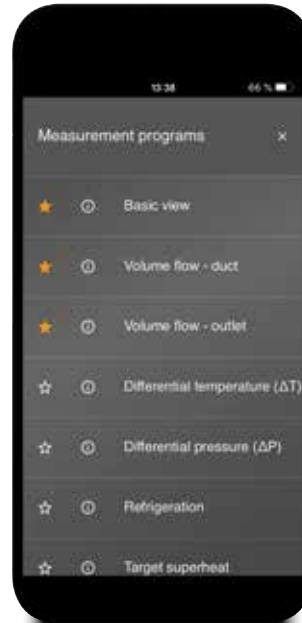 13:38 66 %
Measurement programs ×
Basic view
Volume flow - duct
Volume flow - outlet
Differential temperature (ΔT)
Differential pressure (ΔP)
Refrigeration
Target superheat